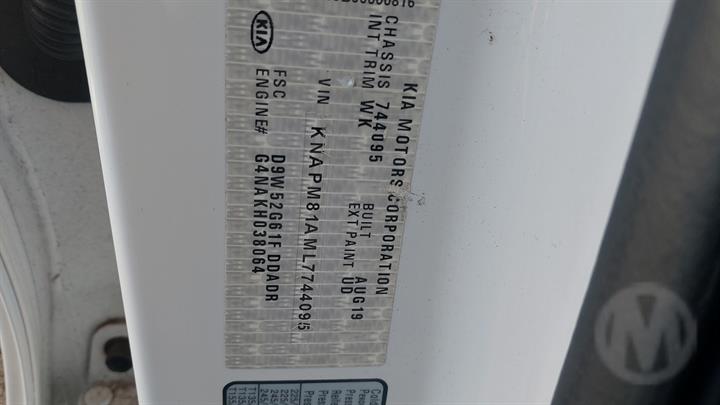 KIA MOTORS CORPORATION
CHASSIS 744095 BUILT AUG19
INT TRIM WK EXT.PAINT UD
VIN KNAPM81AML7744095
FSC D9W52G61F DDADR
ENGINE# G4NAKH038064
KIA
M